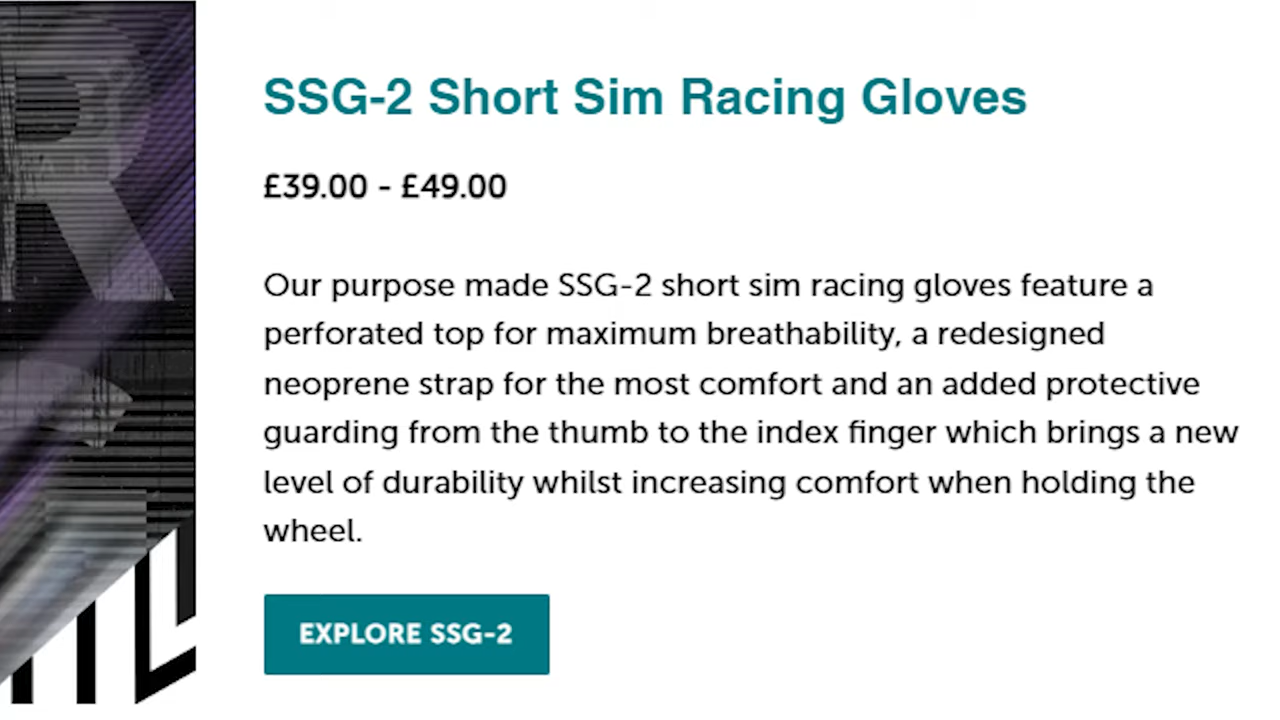 SSG-2 Short Sim Racing Gloves
£39.00 - £49.00
Our purpose made SSG-2 short sim racing gloves feature a
perforated top for maximum breathability, a redesigned
neoprene strap for the most comfort and an added protective
guarding from the thumb to the index finger which brings a new
level of durability whilst increasing comfort when holding the
wheel.
EXPLORE SSG-2